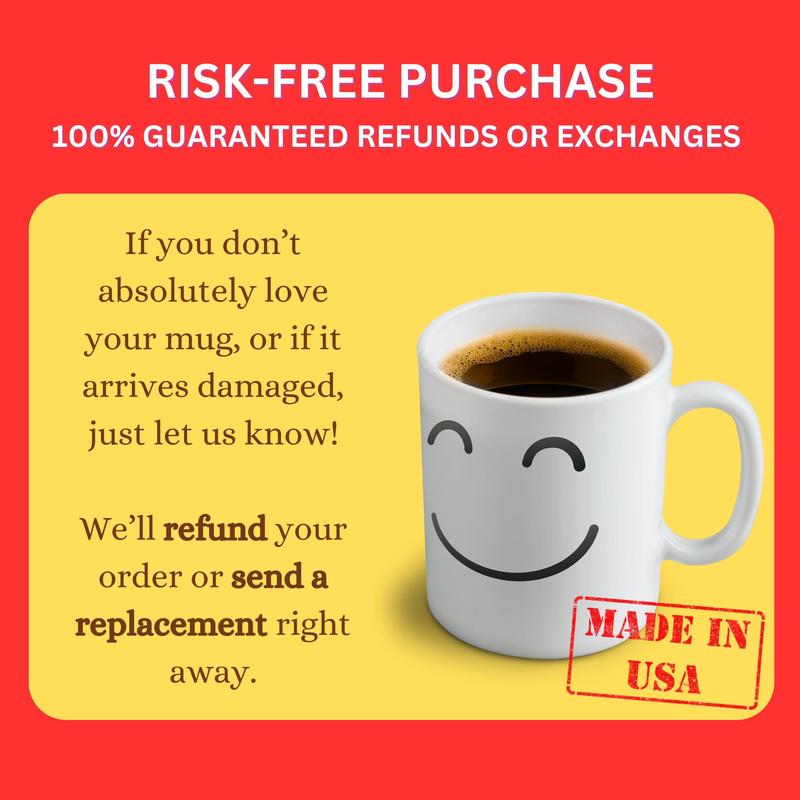 RISK-FREE PURCHASE
100% GUARANTEED REFUNDS OR EXCHANGES
If you don’t
absolutely love
your mug, or if it
arrives damaged,
just let us know!
We’ll refund your
order or send a
replacement right
away.
MADE IN
USA